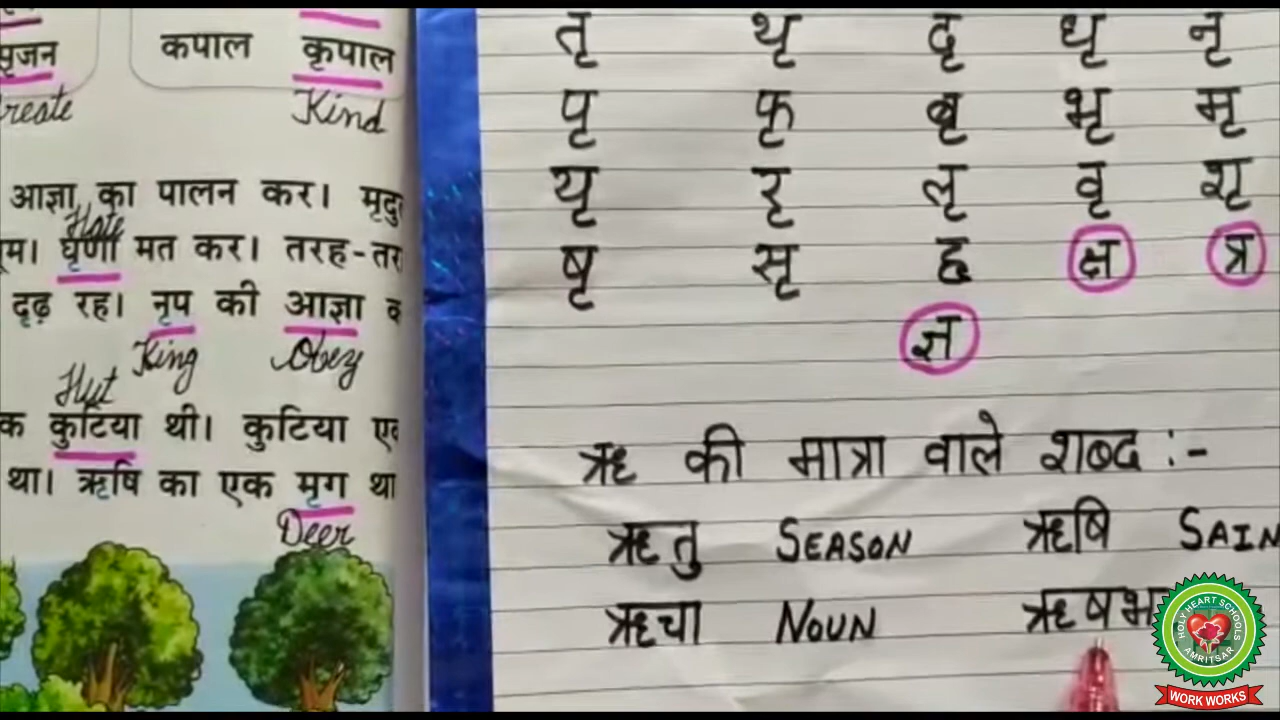 सृजन कपाल कृपाल
reate Kind
आज्ञा का पालन कर। मृदु
Hate
घृणा मत कर। तरह-तर
दृढ़ रह। नृप की आज्ञा
King Obey
Hut
क कुटिया थी। कुटिया ए
था। ऋषि का एक मृग था
Deer
तृ थृ दृ धृ नृ
पृ फृ बृ भृ मृ
यृ रृ लृ वृ शृ
षृ सृ हृ क्ष त्र
ज्ञ
ऋ की मात्रा वाले शब्द :-
ऋतु SEASON ऋषि SAIN
ऋचा NOUN ऋषभ
HOLY HEART SCHOOLS
AMRITSAR
WORK WORKS